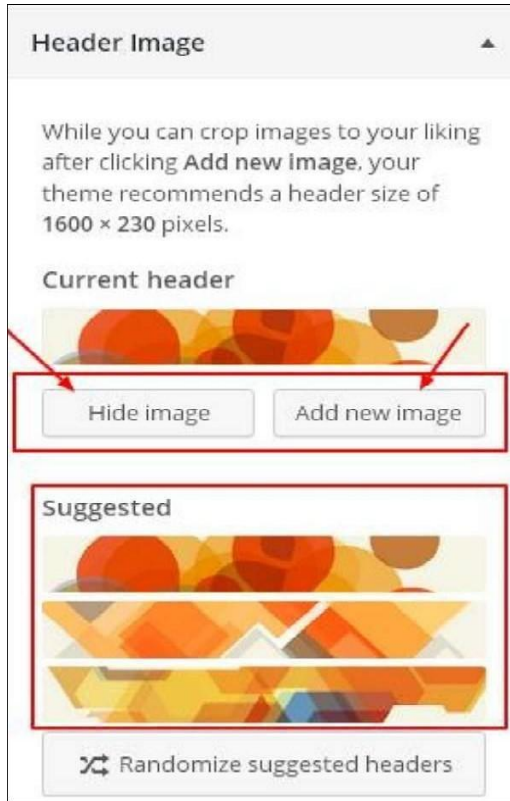 Header Image
While you can crop images to your liking
after clicking Add new image, your
theme recommends a header size of
1600 × 230 pixels.
Current header
Hide image
Add new image
Suggested
Randomize suggested headers